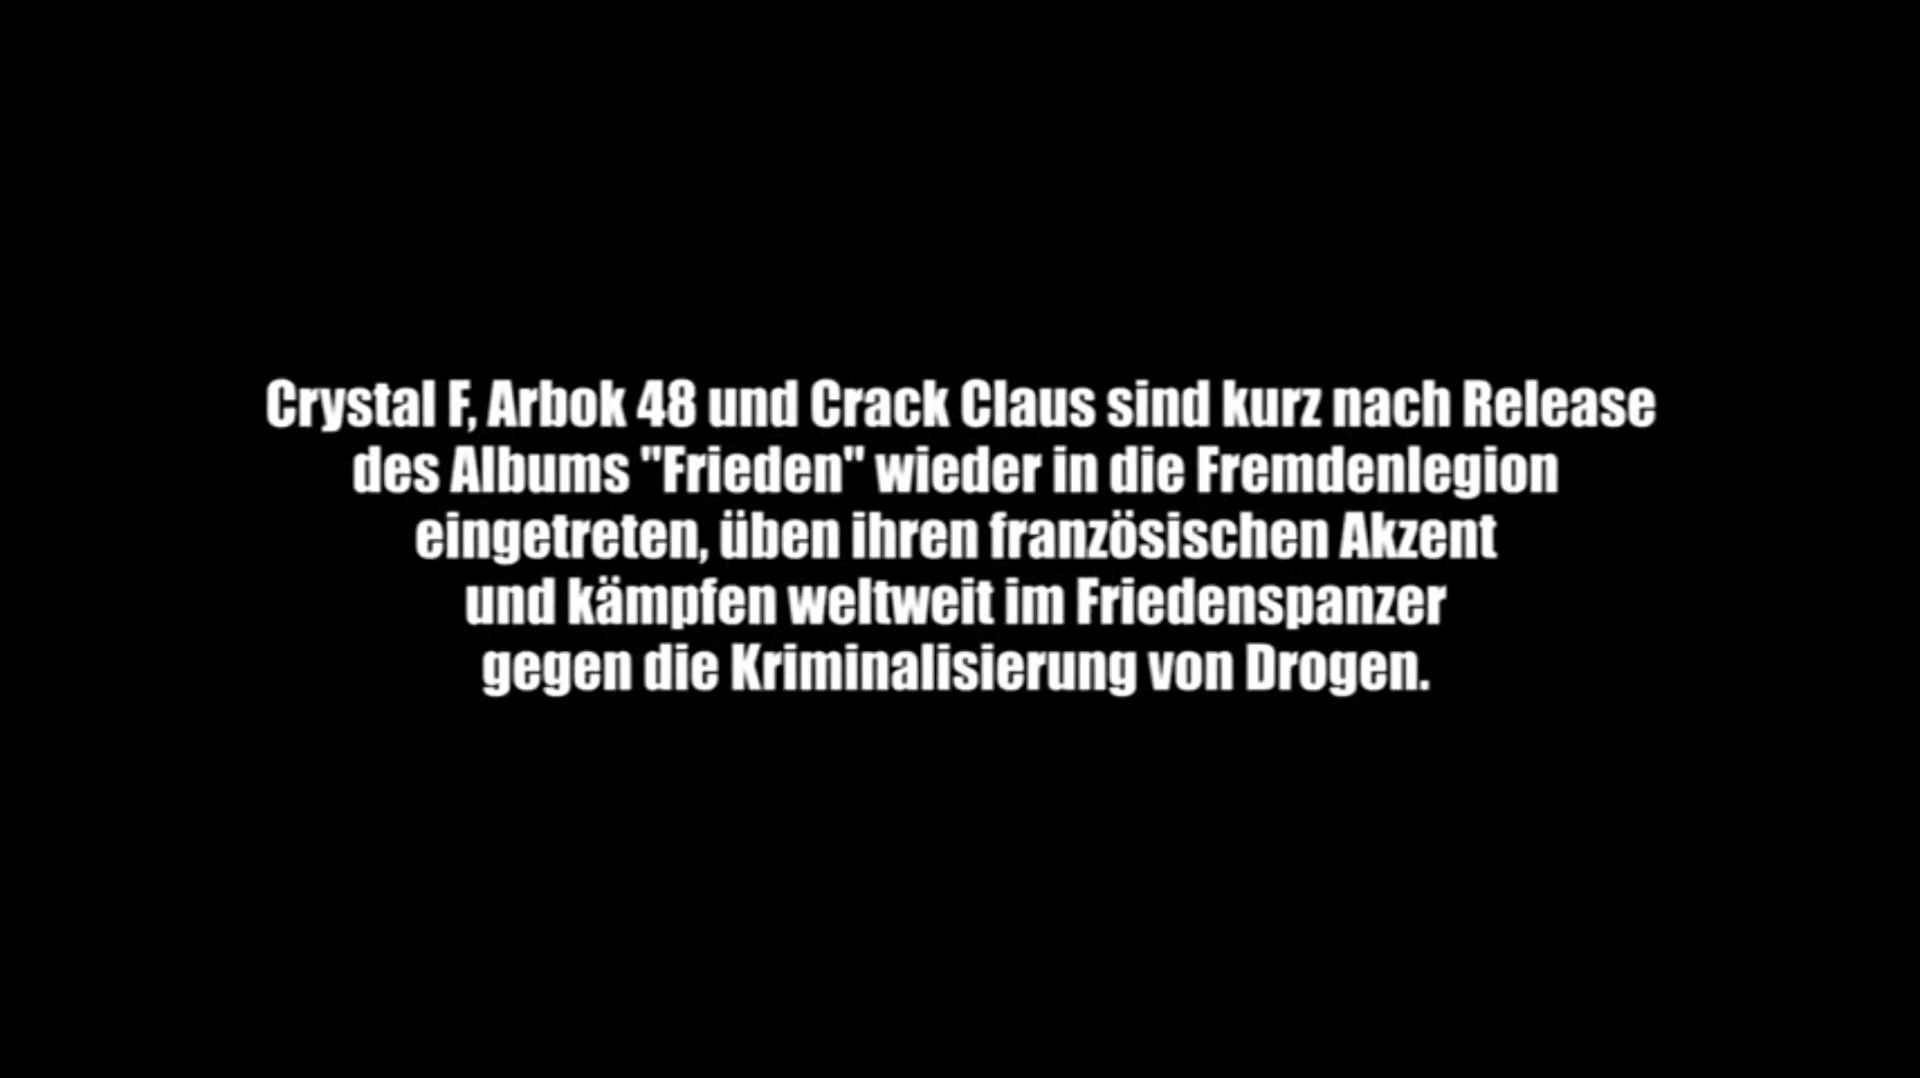 Crystal F, Arbok 48 und Crack Claus sind kurz nach Release
des Albums "Frieden" wieder in die Fremdenlegion
eingetreten, üben ihren französischen Akzent
und kämpfen weltweit im Friedenspanzer
gegen die Kriminalisierung von Drogen.